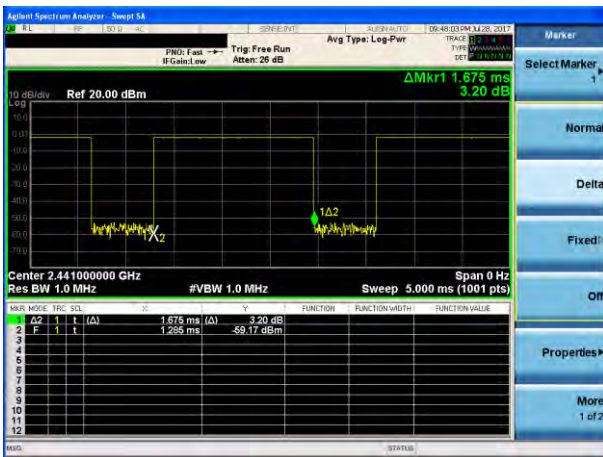 Agilent Spectrum Analyzer - Swept SA
RL RF 50 Ω AC SENSE:INT ALIGN AUTO 09:48:03 PM Jul 28, 2017
PNO: Fast Trig: Free Run Avg Type: Log-Pwr TRACE 1 2 3 4 5 6
IFGain:Low Atten: 26 dB TYPE
DET P N N N N N
ΔMkr1 1.675 ms
3.20 dB
10 dB/div Ref 20.00 dBm
Log
10.0
0.00
-10.0
-20.0
-30.0
-40.0
-50.0
-60.0
-70.0
1Δ2
X2
Center 2.441000000 GHz Span 0 Hz
Res BW 1.0 MHz #VBW 1.0 MHz Sweep 5.000 ms (1001 pts)
MKR MODE TRC SCL X Y FUNCTION FUNCTION WIDTH FUNCTION VALUE
1 Δ2 1 t (Δ) 1.675 ms (Δ) 3.20 dB
2 F 1 t 1.285 ms -59.17 dBm
3
4
5
6
7
8
9
10
11
12
MSG STATUS
Marker
Select Marker
1
Normal
Delta
Fixed
Off
Properties
More
1 of 2